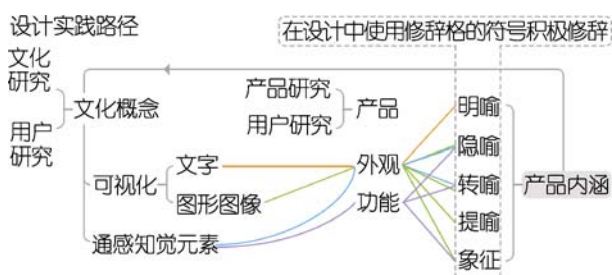 设计实践路径
在设计中使用修辞格的符号积极修辞
文化
研究
用户
研究
文化概念
产品研究
用户研究
产品
明喻
隐喻
转喻
提喻
象征
产品内涵
可视化
文字
图形图像
外观
功能
通感知觉元素